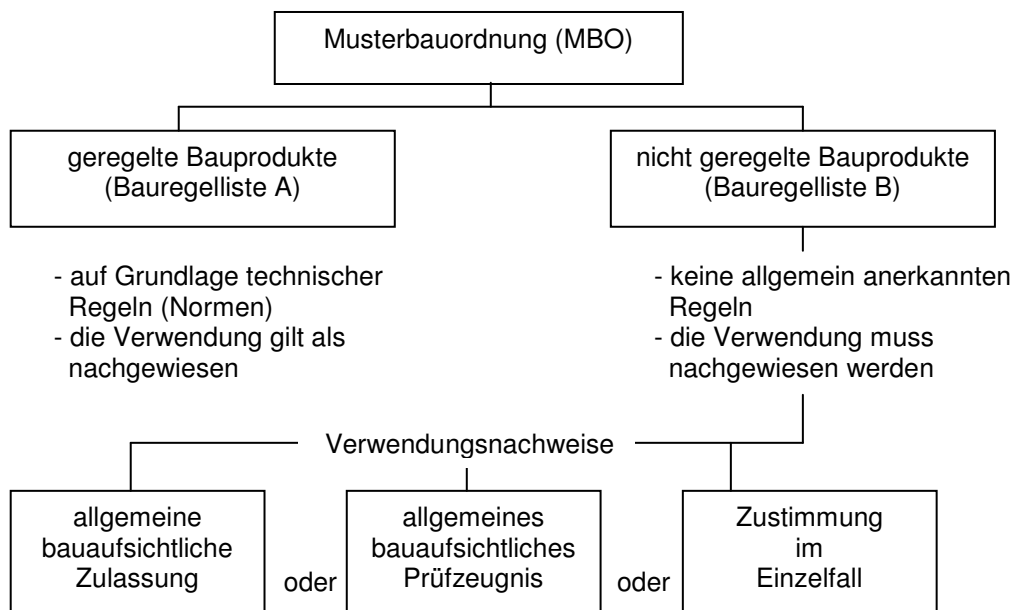 Musterbauordnung (MBO)
geregelte Bauprodukte
(Bauregelliste A)
nicht geregelte Bauprodukte
(Bauregelliste B)
- auf Grundlage technischer
Regeln (Normen)
- die Verwendung gilt als
nachgewiesen
- keine allgemein anerkannten
Regeln
- die Verwendung muss
nachgewiesen werden
Verwendungsnachweise
allgemeine
bauaufsichtliche
Zulassung
oder
allgemeines
bauaufsichtliches
Prüfzeugnis
oder
Zustimmung
im
Einzelfall